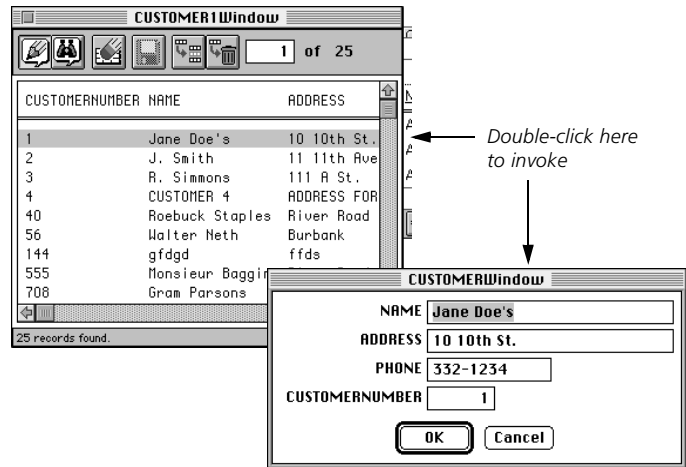 CUSTOMER1Window
1 of 25
CUSTOMERNUMBER NAME ADDRESS
1 Jane Doe's 10 10th St.
2 J. Smith 11 11th Ave
3 R. Simmons 111 A St.
4 CUSTOMER 4 ADDRESS FOR
40 Roebuck Staples River Road
56 Walter Neth Burbank
144 gfdgd ffds
555 Monsieur Baggin
708 Gram Parsons
25 records found.
Double-click here
to invoke
CUSTOMERWindow
NAME Jane Doe's
ADDRESS 10 10th St.
PHONE 332-1234
CUSTOMERNUMBER 1
OK Cancel